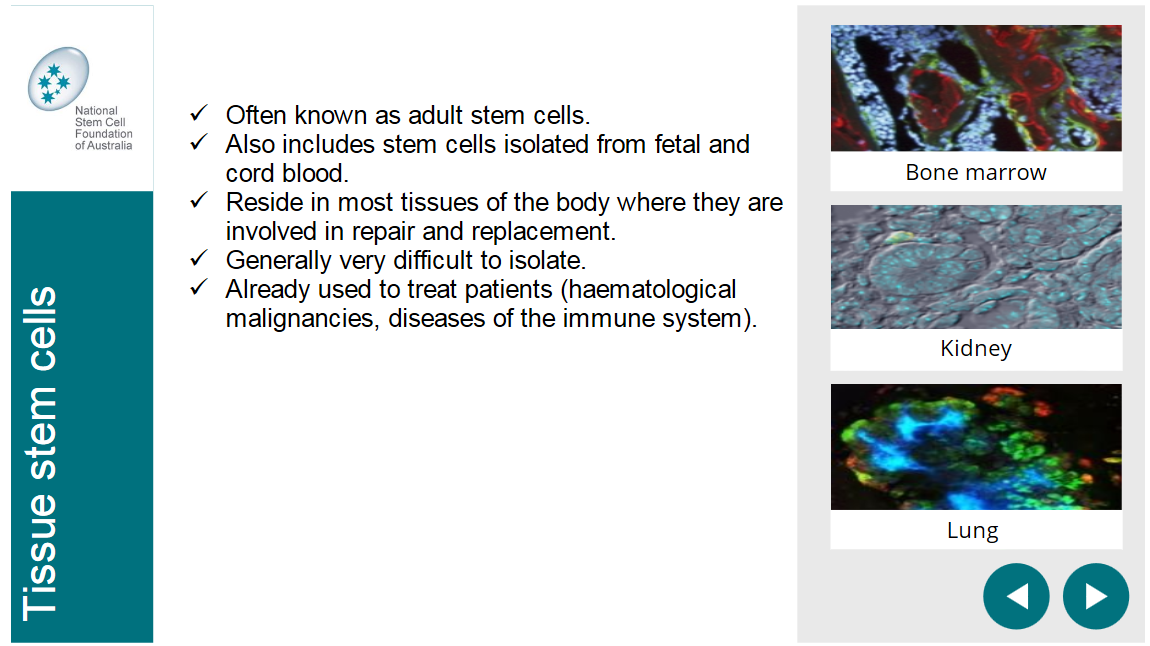 National
Stem Cell
Foundation
of Australia
Tissue stem cells
✓ Often known as adult stem cells.
✓ Also includes stem cells isolated from fetal and
cord blood.
✓ Reside in most tissues of the body where they are
involved in repair and replacement.
✓ Generally very difficult to isolate.
✓ Already used to treat patients (haematological
malignancies, diseases of the immune system).
Bone marrow
Kidney
Lung